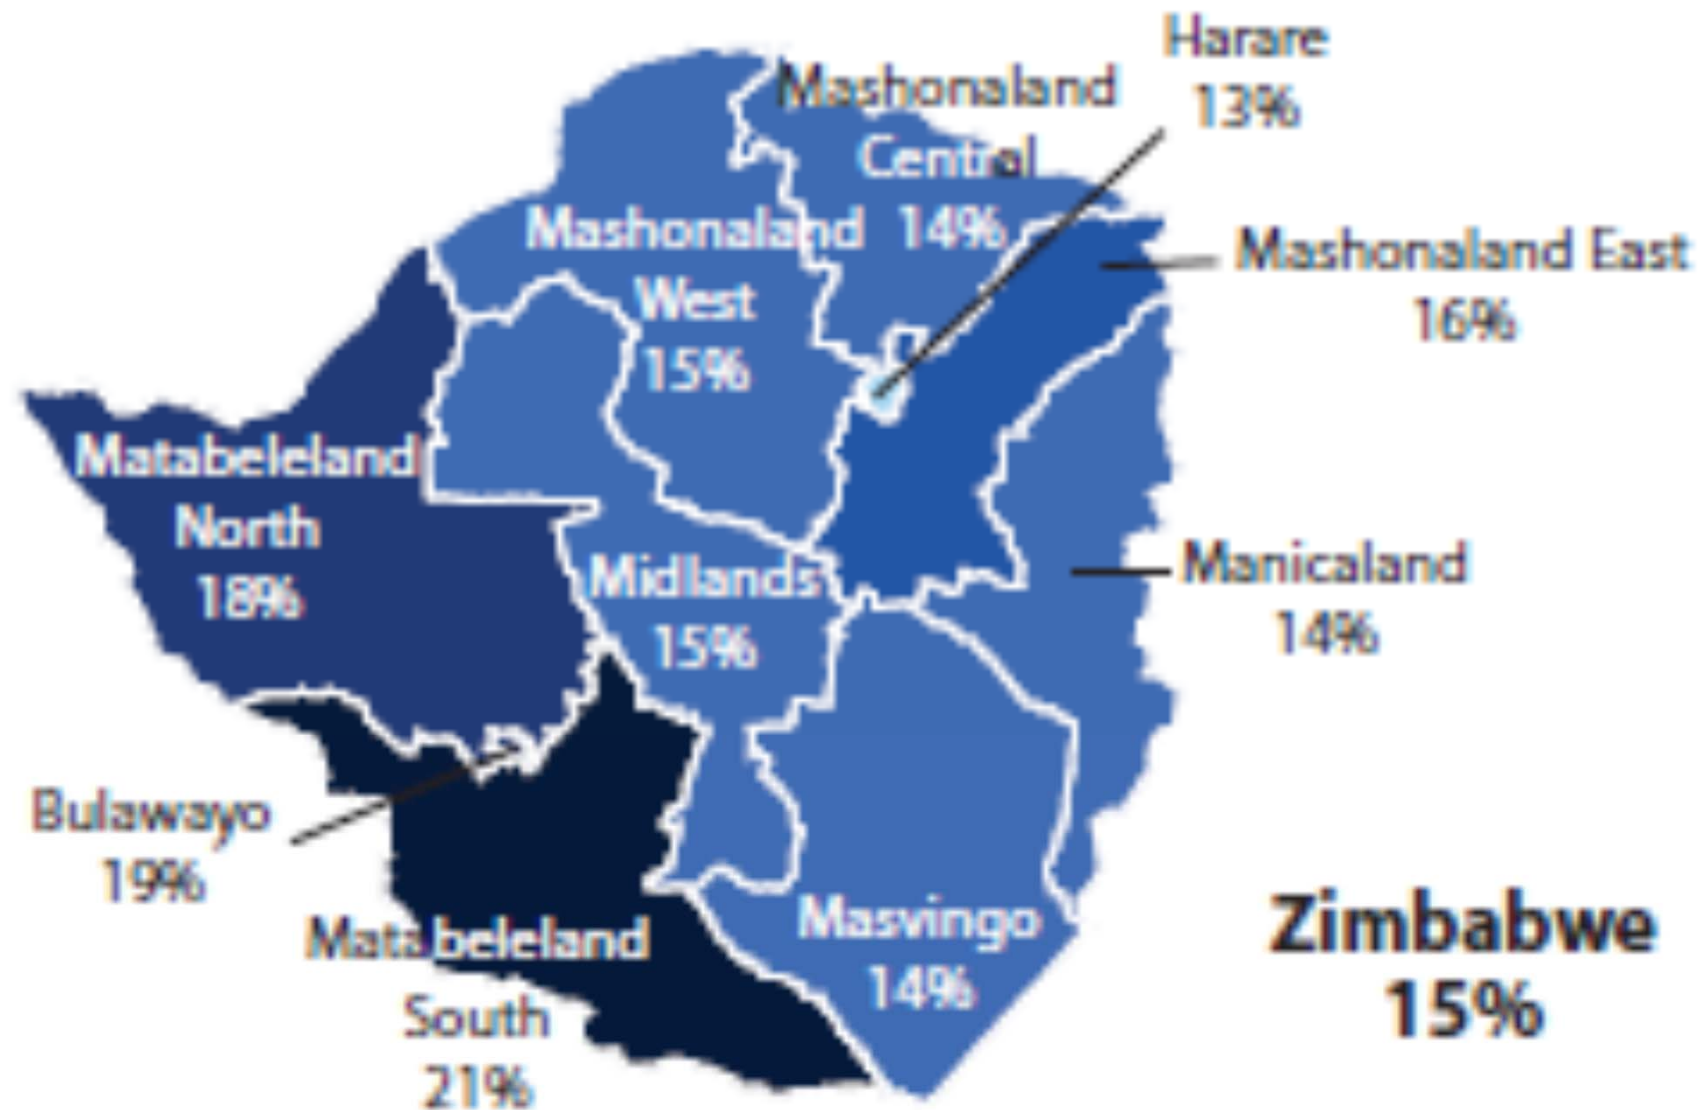 Harare
13%
Mashonaland
Central
14%
Mashonaland
West
15%
Mashonaland East
16%
Matabeleland
North
18%
Midlands
15%
Manicaland
14%
Bulawayo
19%
Matabeleland
South
21%
Masvingo
14%
Zimbabwe
15%